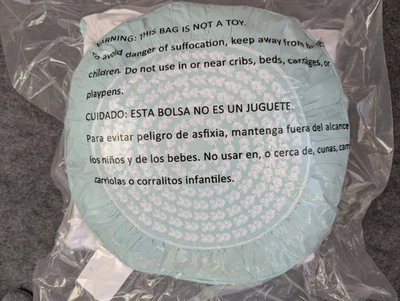 WARNING: THIS BAG IS NOT A TOY.
To avoid danger of suffocation, keep away from
children. Do not use in or near cribs, beds, carriages, or
playpens.
CUIDADO: ESTA BOLSA NO ES UN JUGUETE.
Para evitar peligro de asfixia, mantenga fuera del alcance
los niños y de los bebes. No usar en, o cerca de, cunas,
carriolas o corralitos infantiles.